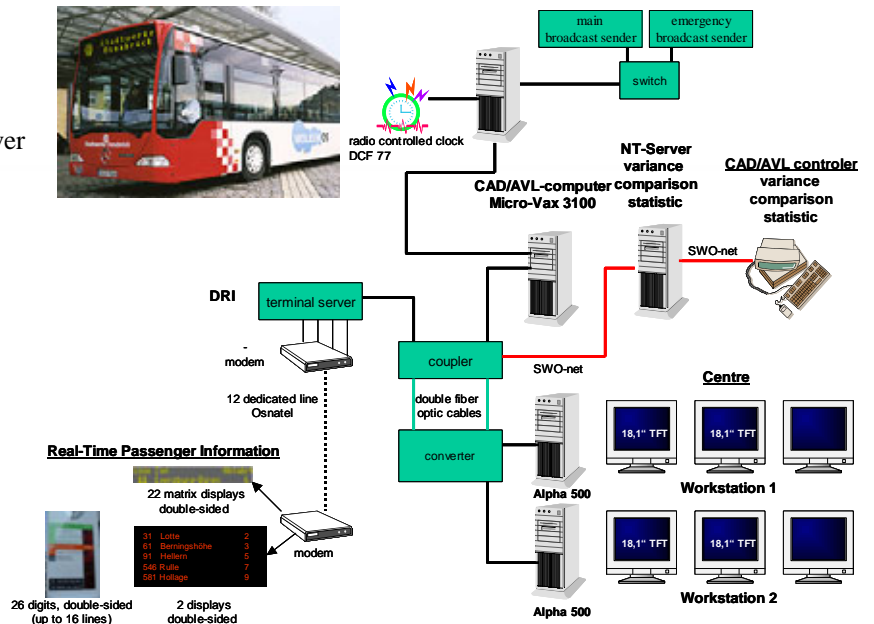 Stadtwerke
Osnabrück
ver
main
broadcast sender
emergency
broadcast sender
switch
radio controlled clock
DCF 77
CAD/AVL-computer
Micro-Vax 3100
NT-Server
variance
comparison
statistic
CAD/AVL controler
variance
comparison
statistic
SWO-net
DRI
terminal server
-
modem
coupler
SWO-net
12 dedicated line
Osnatel
double fiber
optic cables
converter
Centre
18,1“ TFT
18,1“ TFT
Alpha 500
Workstation 1
18,1“ TFT
18,1“ TFT
Alpha 500
Workstation 2
Real-Time Passenger Information
22 matrix displays
double-sided
modem
31 Lotte 2
61 Berningshöhe 3
91 Hellern 5
546 Rulle 7
581 Hollage 9
26 digits, double-sided
(up to 16 lines)
2 displays
double-sided